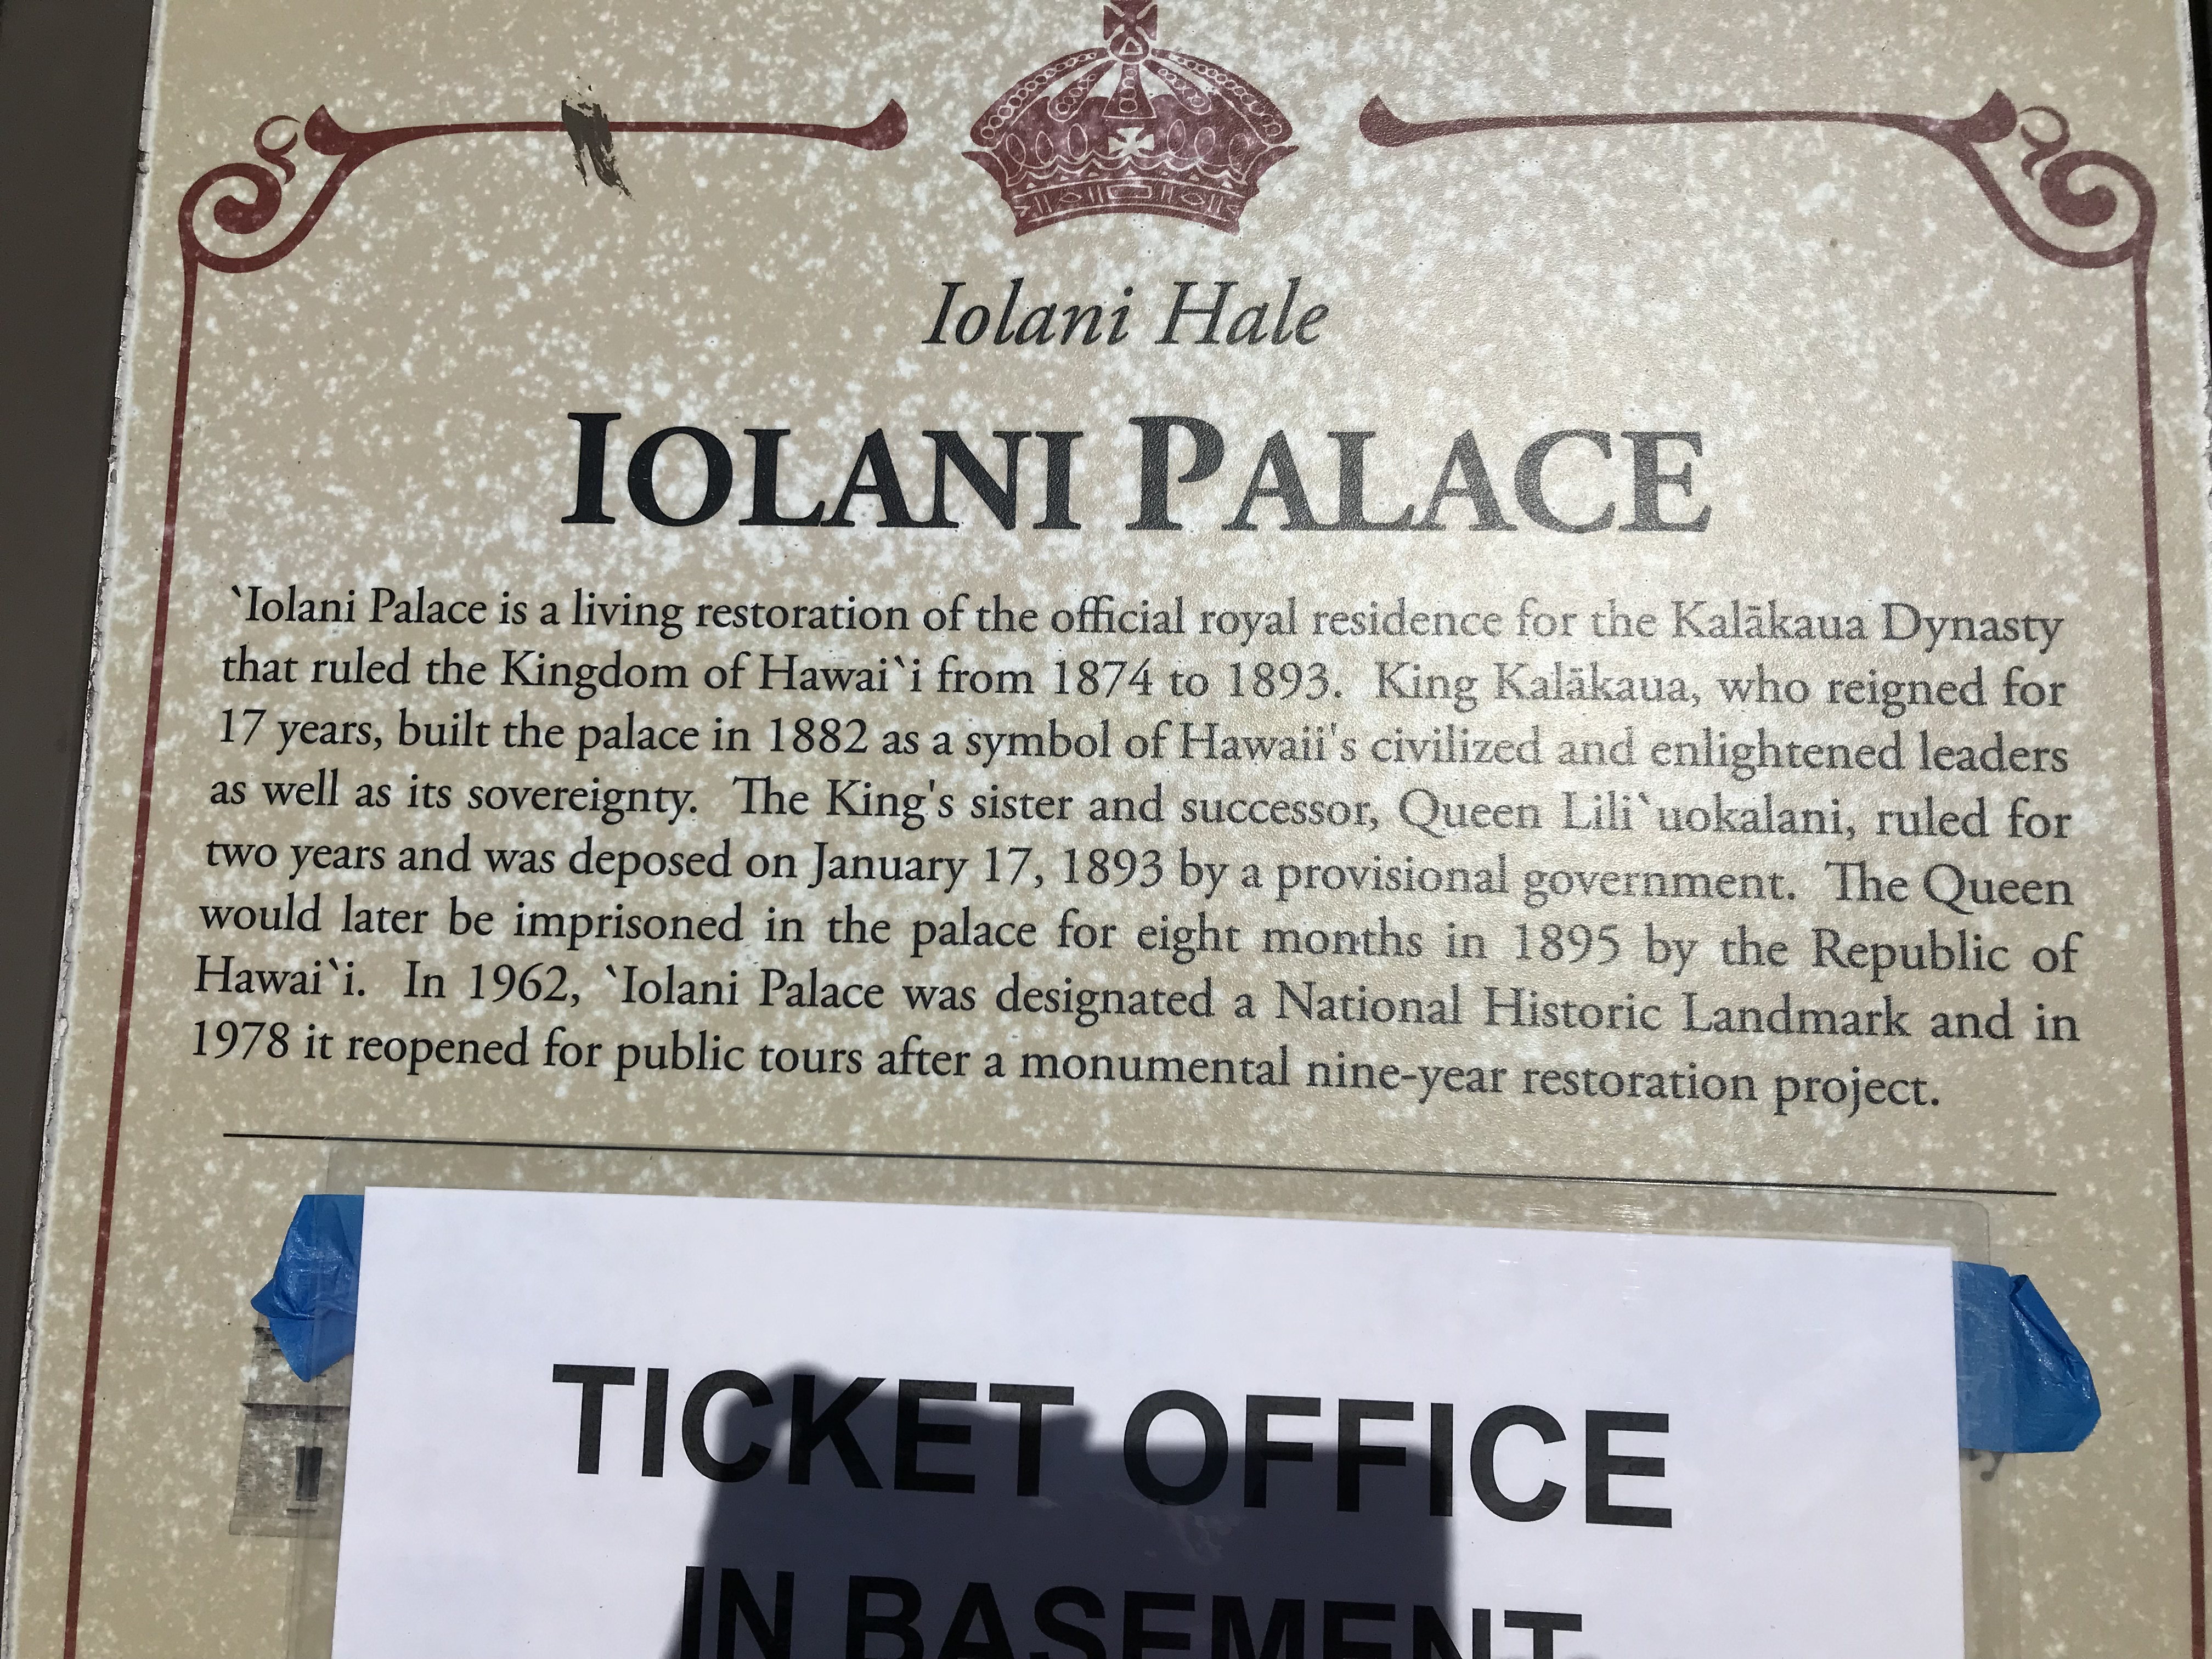 Iolani Hale
IOLANI PALACE
`Iolani Palace is a living restoration of the official royal residence for the Kalākaua Dynasty
that ruled the Kingdom of Hawai`i from 1874 to 1893. King Kalākaua, who reigned for
17 years, built the palace in 1882 as a symbol of Hawaii's civilized and enlightened leaders
as well as its sovereignty. The King's sister and successor, Queen Lili`uokalani, ruled for
two years and was deposed on January 17, 1893 by a provisional government. The Queen
would later be imprisoned in the palace for eight months in 1895 by the Republic of
Hawai`i. In 1962, `Iolani Palace was designated a National Historic Landmark and in
1978 it reopened for public tours after a monumental nine-year restoration project.
TICKET OFFICE
IN BASEMENT